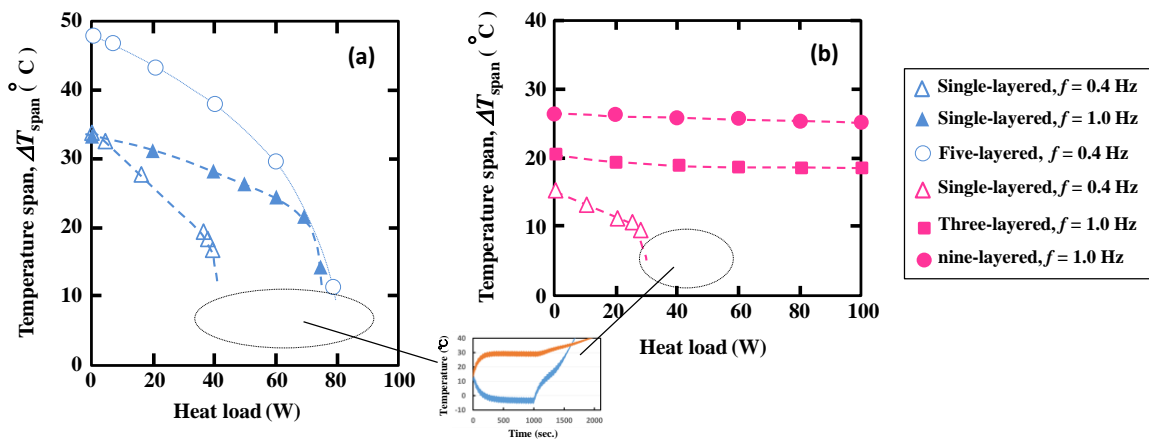 50
40
30
20
10
0
Temperature span, ΔTspan (°C)
(a)
0 20 40 60 80 100
Heat load (W)
40
30
20
10
0
Temperature span, ΔTspan (°C)
(b)
0 20 40 60 80 100
Heat load (W)
Single-layered, f = 0.4 Hz
Single-layered, f = 1.0 Hz
Five-layered, f = 0.4 Hz
Single-layered, f = 0.4 Hz
Three-layered, f = 1.0 Hz
nine-layered, f = 1.0 Hz
Temperature (℃)
40
30
20
10
0
-10
0 500 1000 1500 2000
Time (sec.)